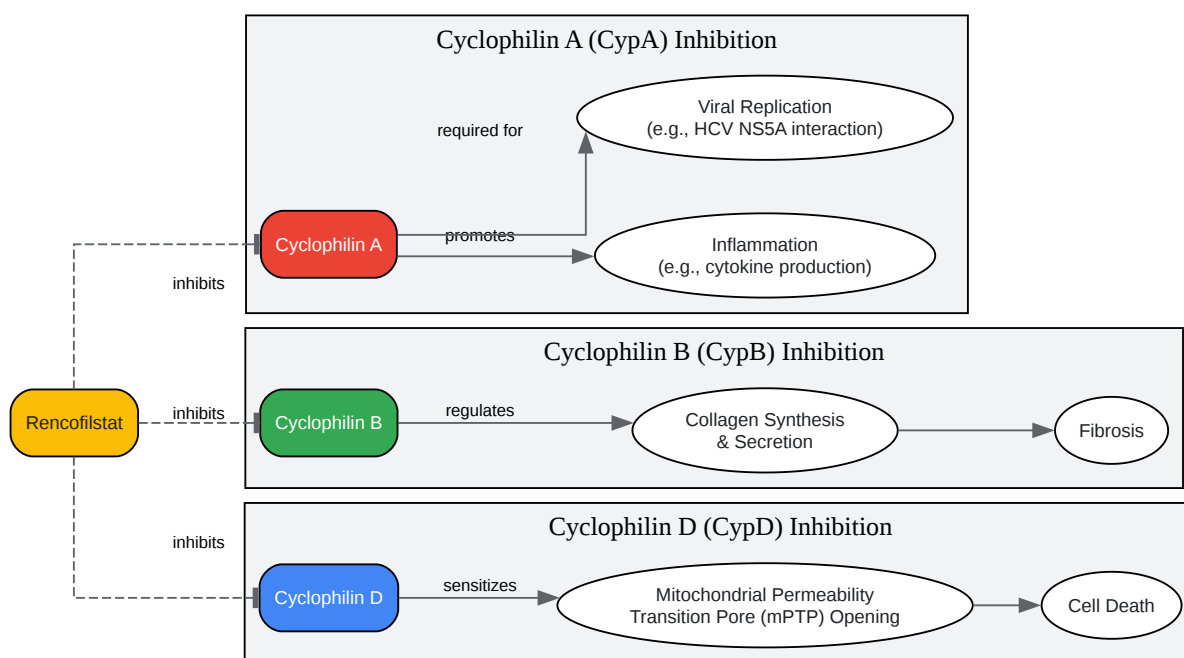 Cyclophilin A (CypA) Inhibition
Viral Replication
(e.g., HCV NS5A interaction)
required for
Cyclophilin A
promotes
Inflammation
(e.g., cytokine production)
inhibits
Cyclophilin B (CypB) Inhibition
Rencofilstat
inhibits
Cyclophilin B
regulates
Collagen Synthesis
& Secretion
Fibrosis
Cyclophilin D (CypD) Inhibition
inhibits
Cyclophilin D
sensitizes
Mitochondrial Permeability
Transition Pore (mPTP) Opening
Cell Death